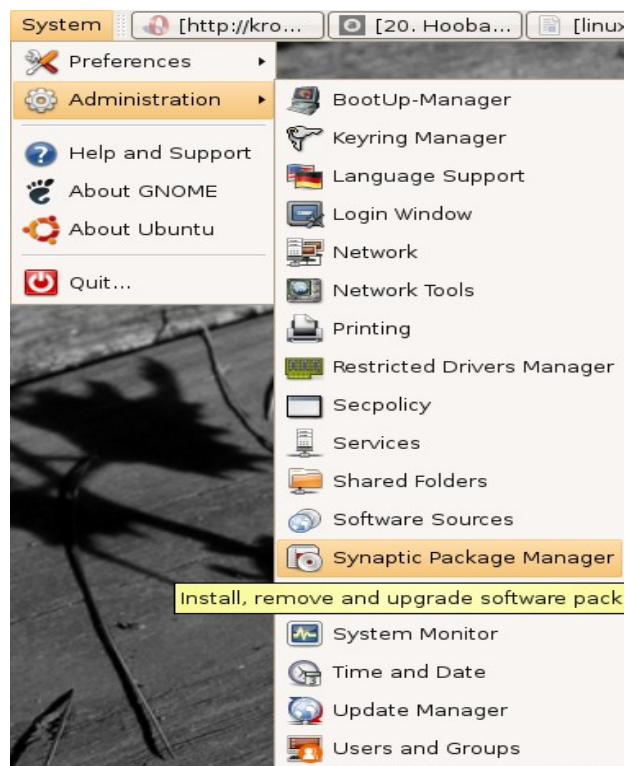 System [http://kro... [20. Hooba... [linux
Preferences
Administration
Help and Support
About GNOME
About Ubuntu
Quit...
BootUp-Manager
Keyring Manager
Language Support
Login Window
Network
Network Tools
Printing
Restricted Drivers Manager
Secpolicy
Services
Shared Folders
Software Sources
Synaptic Package Manager
Install, remove and upgrade software pack
System Monitor
Time and Date
Update Manager
Users and Groups